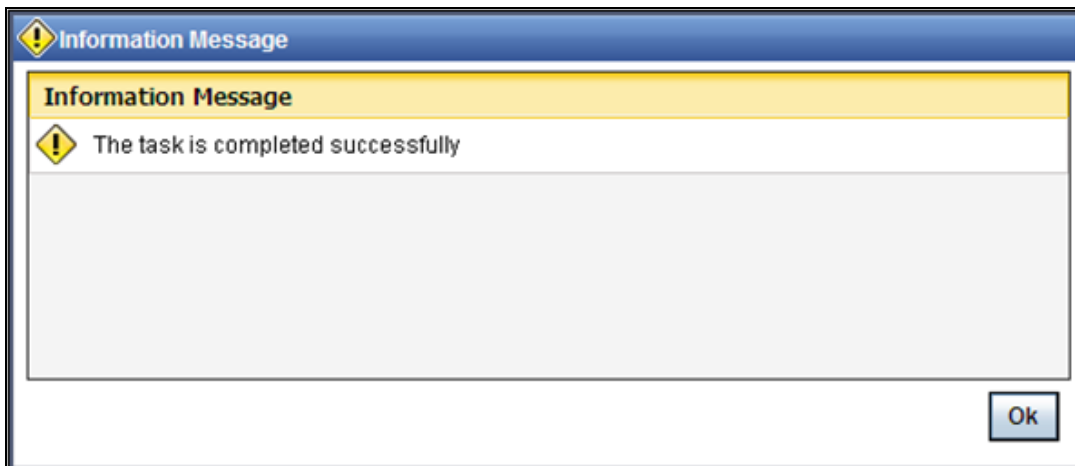 Information Message
Information Message
The task is completed successfully
Ok